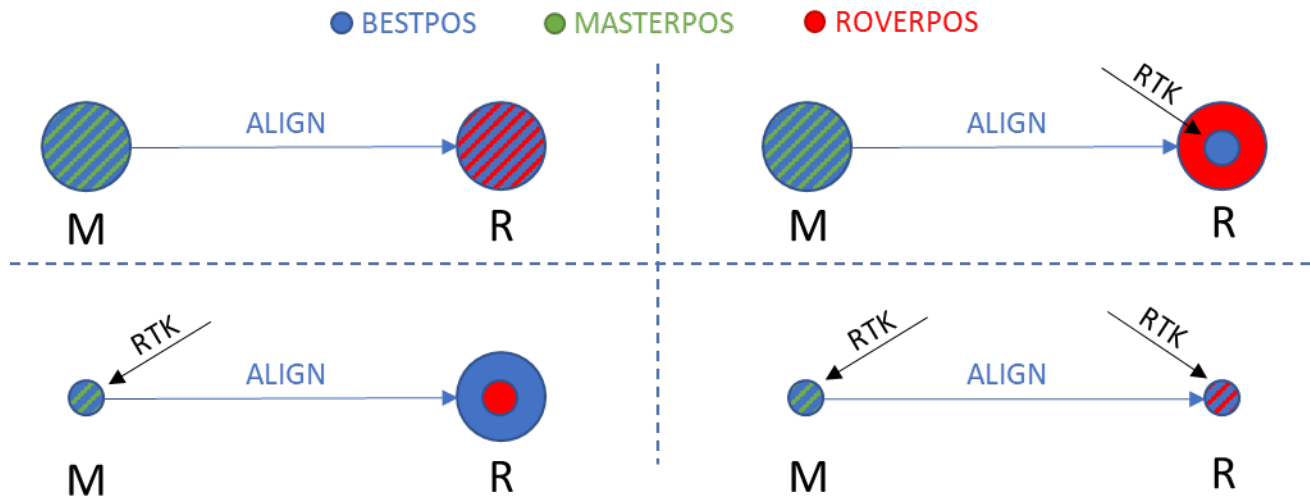 BESTPOS MASTERPOS ROVERPOS
ALIGN
M R
RTK
ALIGN
M R
RTK
ALIGN
M R
RTK RTK
ALIGN
M R